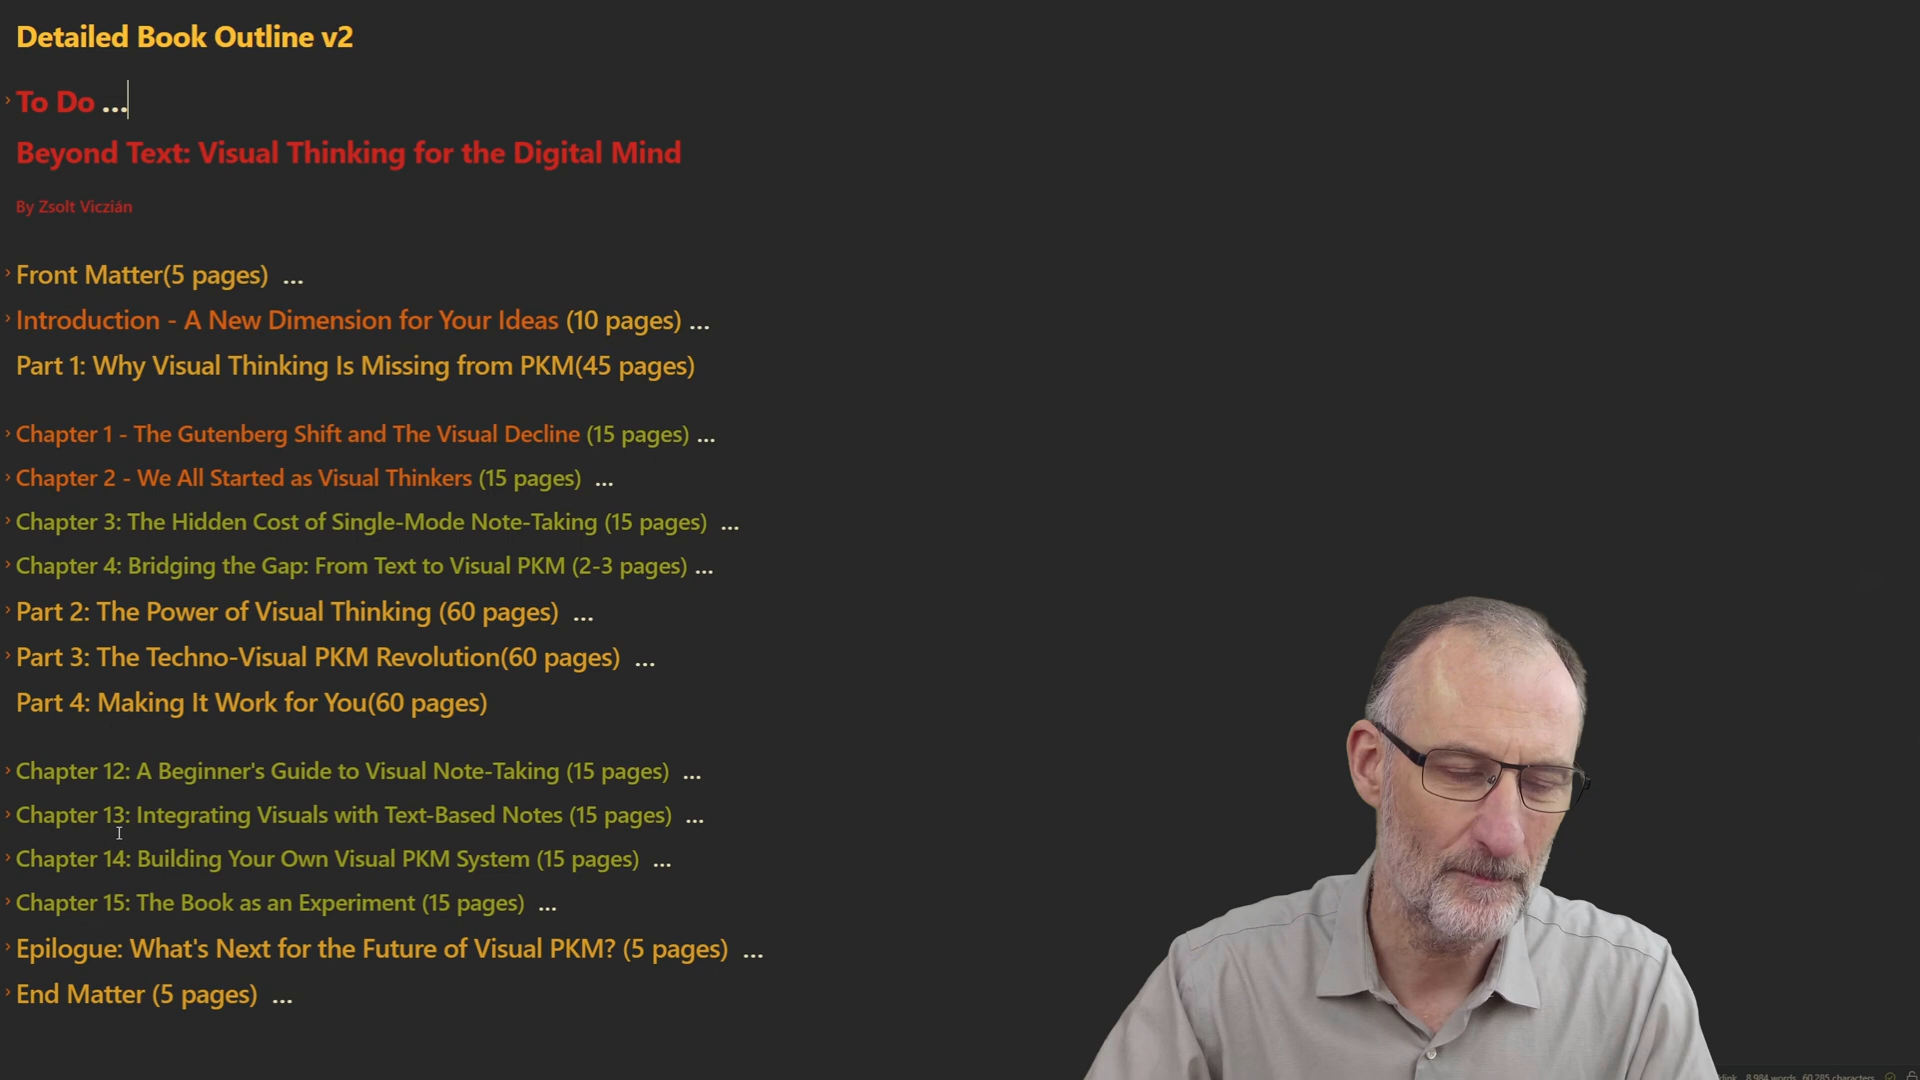 Detailed Book Outline v2
To Do ...
Beyond Text: Visual Thinking for the Digital Mind
By Zsolt Viczián
Front Matter(5 pages) ...
Introduction - A New Dimension for Your Ideas (10 pages) ...
Part 1: Why Visual Thinking Is Missing from PKM(45 pages)
Chapter 1 - The Gutenberg Shift and The Visual Decline (15 pages) ...
Chapter 2 - We All Started as Visual Thinkers (15 pages) ...
Chapter 3: The Hidden Cost of Single-Mode Note-Taking (15 pages) ...
Chapter 4: Bridging the Gap: From Text to Visual PKM (2-3 pages) ...
Part 2: The Power of Visual Thinking (60 pages) ...
Part 3: The Techno-Visual PKM Revolution(60 pages) ...
Part 4: Making It Work for You(60 pages)
Chapter 12: A Beginner's Guide to Visual Note-Taking (15 pages) ...
Chapter 13: Integrating Visuals with Text-Based Notes (15 pages) ...
Chapter 14: Building Your Own Visual PKM System (15 pages) ...
Chapter 15: The Book as an Experiment (15 pages) ...
Epilogue: What's Next for the Future of Visual PKM? (5 pages) ...
End Matter (5 pages) ...
8,984 words 60,285 characters